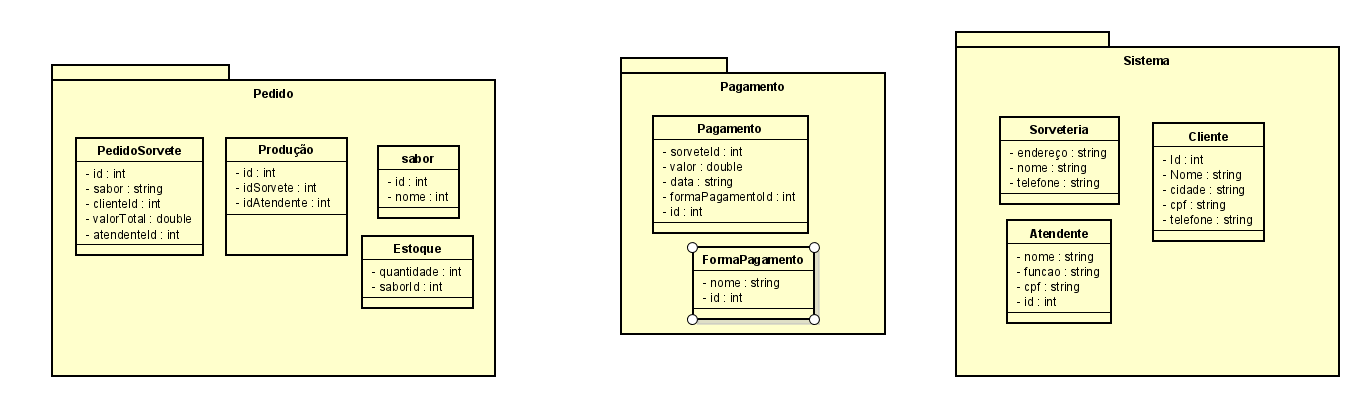 Pedido
PedidoSorvete
- id : int
- sabor : string
- clienteId : int
- valorTotal : double
- atendenteId : int
Produção
- id : int
- idSorvete : int
- idAtendente : int
sabor
- id : int
- nome : int
Estoque
- quantidade : int
- saborId : int
Pagamento
Pagamento
- sorveteId : int
- valor : double
- data : string
- formaPagamentoId : int
- id : int
FormaPagamento
- nome : string
- id : int
Sistema
Sorveteria
- endereço : string
- nome : string
- telefone : string
Cliente
- Id : int
- Nome : string
- cidade : string
- cpf : string
- telefone : string
Atendente
- nome : string
- funcao : string
- cpf : string
- id : int